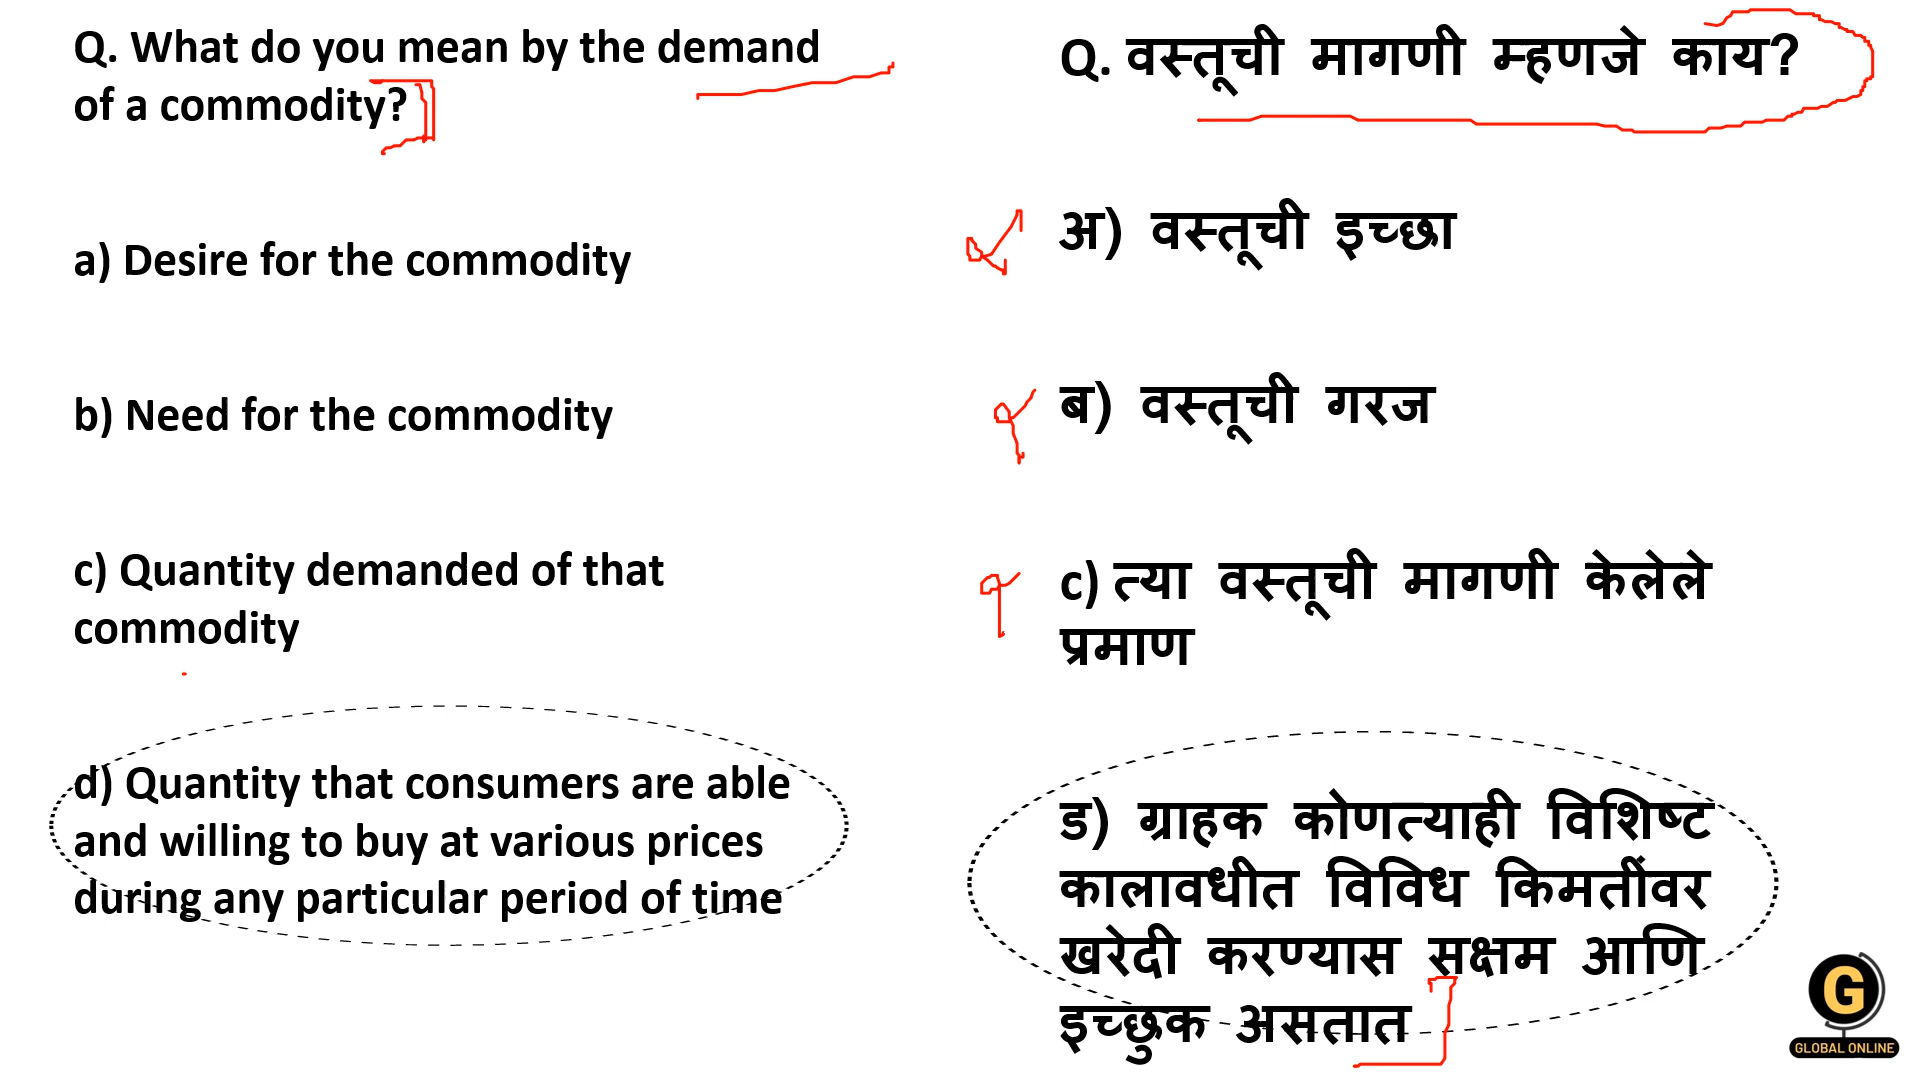 Q. What do you mean by the demand
of a commodity?
a) Desire for the commodity
b) Need for the commodity
c) Quantity demanded of that
commodity
d) Quantity that consumers are able
and willing to buy at various prices
during any particular period of time
Q. वस्तूची मागणी म्हणजे काय?
अ) वस्तूची इच्छा
ब) वस्तूची गरज
c) त्या वस्तूची मागणी केलेले
प्रमाण
ड) ग्राहक कोणत्याही विशिष्ट
कालावधीत विविध किमतींवर
खरेदी करण्यास सक्षम आणि
इच्छुक असतात
G
GLOBAL ONLINE